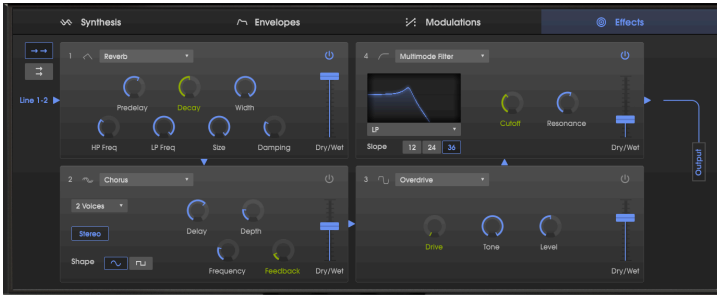 Synthesis Envelopes Modulations Effects
1 Reverb
Predelay Decay Width
HP Freq LP Freq Size Damping Dry/Wet
4 Multimode Filter
Cutoff Resonance
LP
Slope 12 24 36 Dry/Wet
Line 1-2
Output
2 Chorus
2 Voices
Delay Depth
Stereo
Shape
Frequency Feedback Dry/Wet
3 Overdrive
Drive Tone Level
Dry/Wet